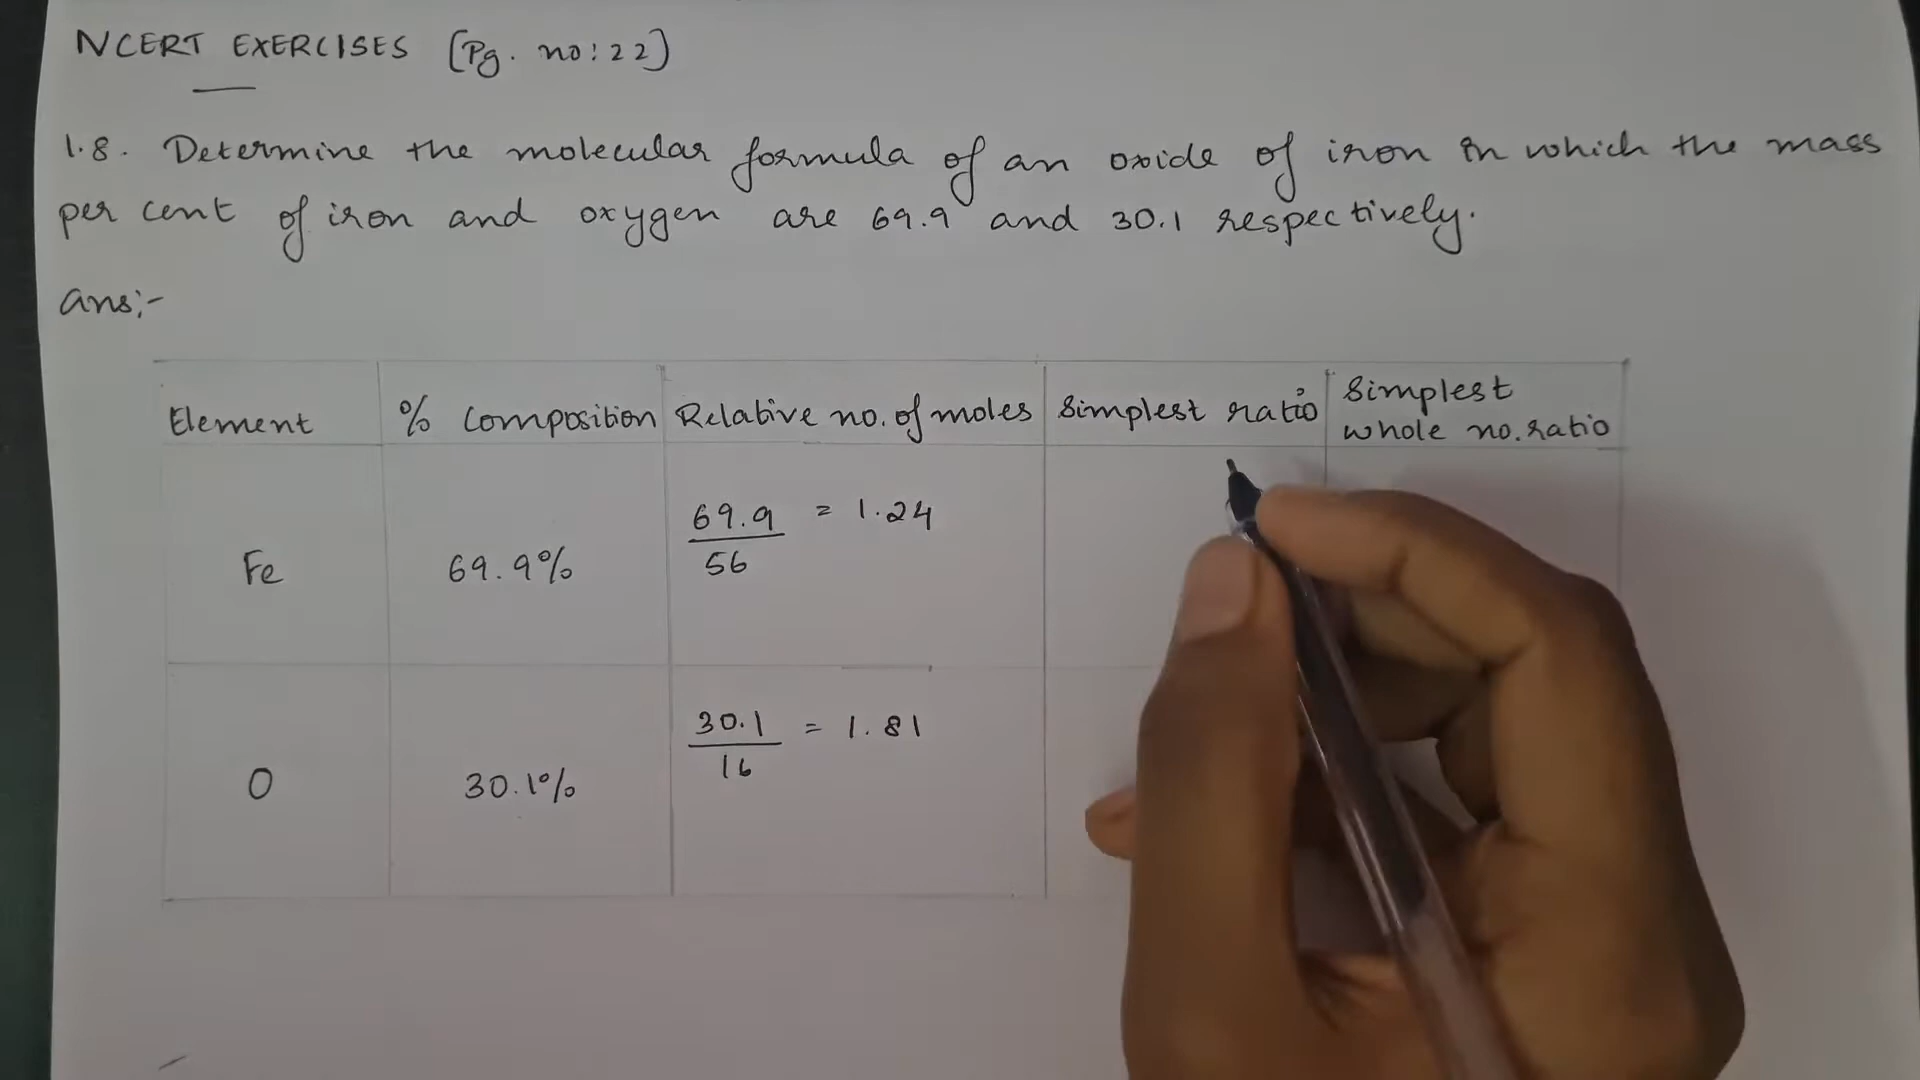 NCERT EXERCISES [Pg. no:22]
1.8. Determine the molecular formula of an oxide of iron in which the mass
per cent of iron and oxygen are 69.9 and 30.1 respectively.
ans:-
Element % Composition Relative no. of moles Simplest ratio Simplest
whole no. ratio
Fe 69.9% 69.9 = 1.24
56
O 30.1% 30.1 = 1.81
16